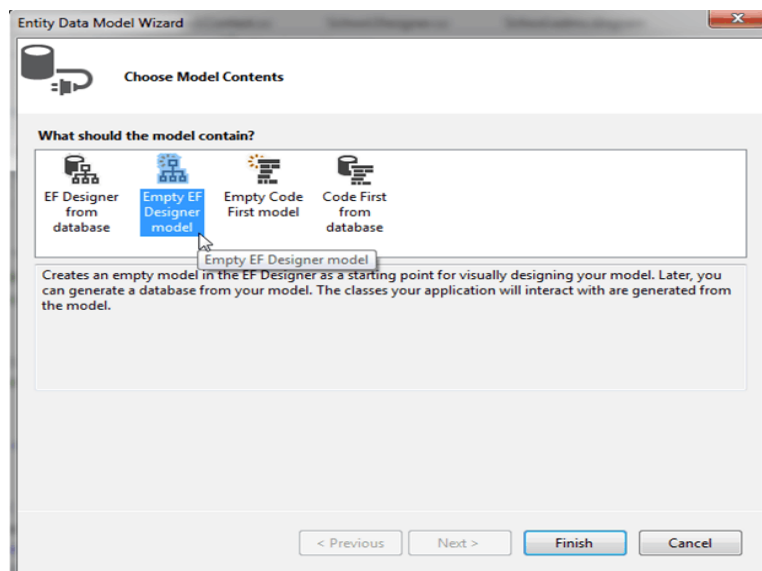 Entity Data Model Wizard
Choose Model Contents
What should the model contain?
EF Designer
from
database
Empty EF
Designer
model
Empty Code
First model
Code First
from
database
Empty EF Designer model
Creates an empty model in the EF Designer as a starting point for visually designing your model. Later, you
can generate a database from your model. The classes your application will interact with are generated from
the model.
< Previous
Next >
Finish
Cancel